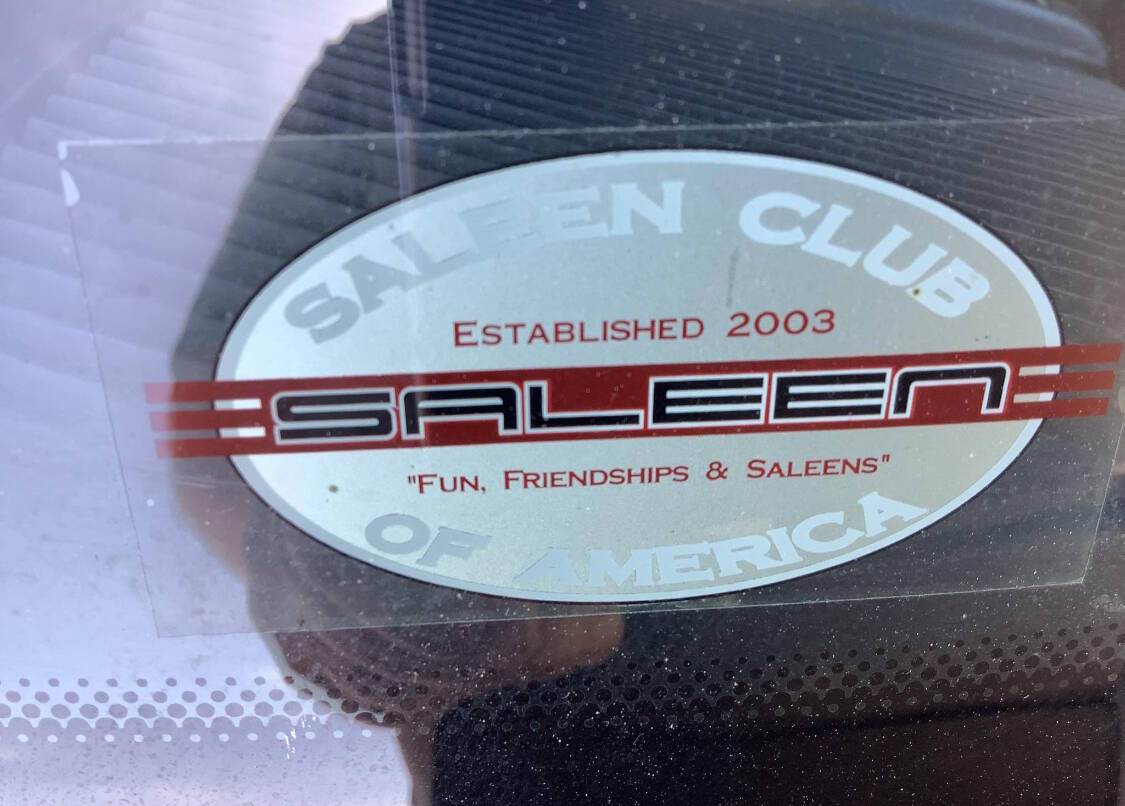 SALEEN CLUB
ESTABLISHED 2003
SALEEN
"FUN, FRIENDSHIPS & SALEENS"
OF AMERICA